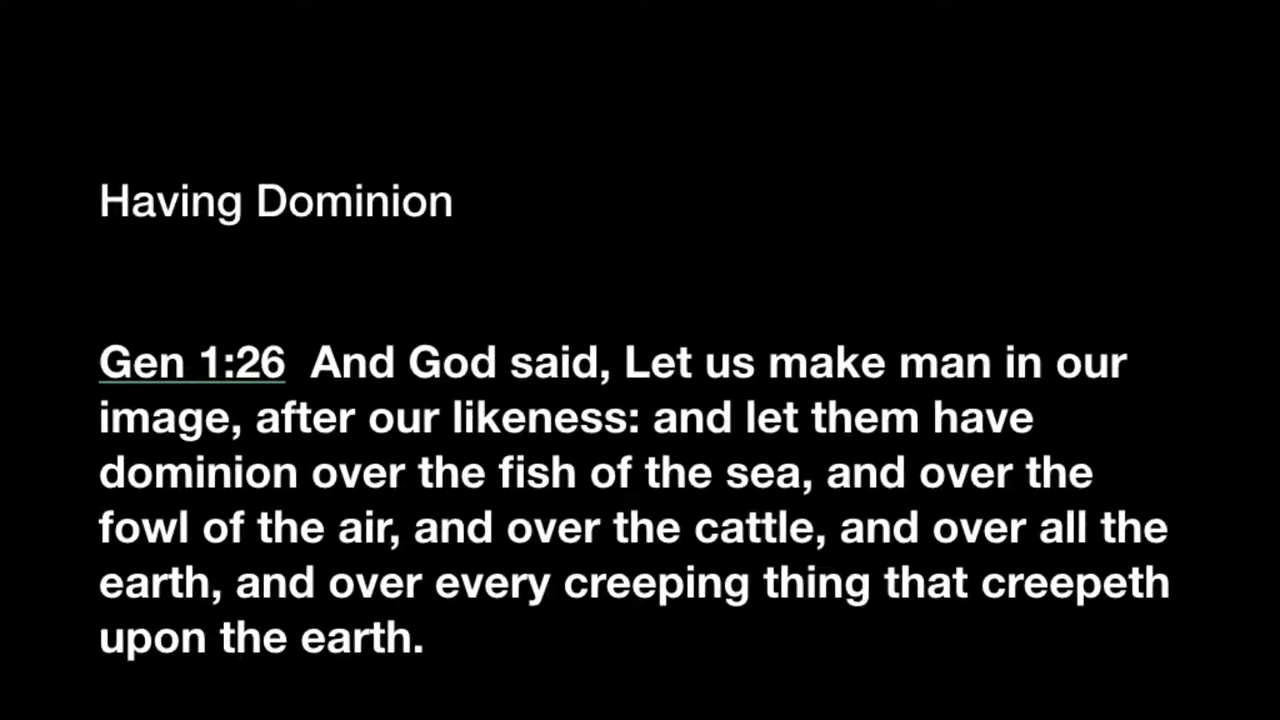 Having Dominion
Gen 1:26 And God said, Let us make man in our
image, after our likeness: and let them have
dominion over the fish of the sea, and over the
fowl of the air, and over the cattle, and over all the
earth, and over every creeping thing that creepeth
upon the earth.